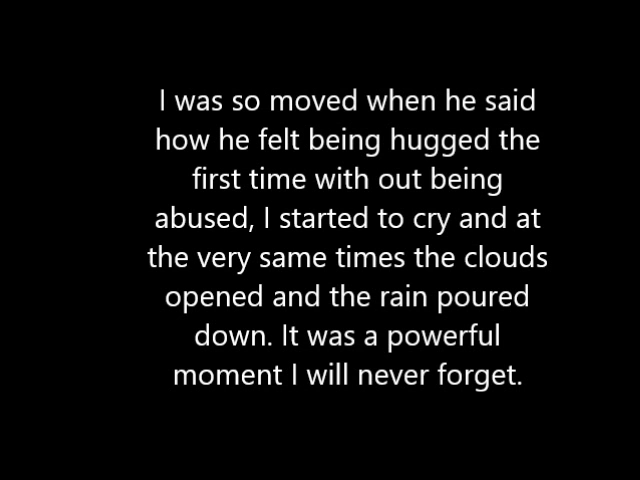 I was so moved when he said
how he felt being hugged the
first time with out being
abused, I started to cry and at
the very same times the clouds
opened and the rain poured
down. It was a powerful
moment I will never forget.